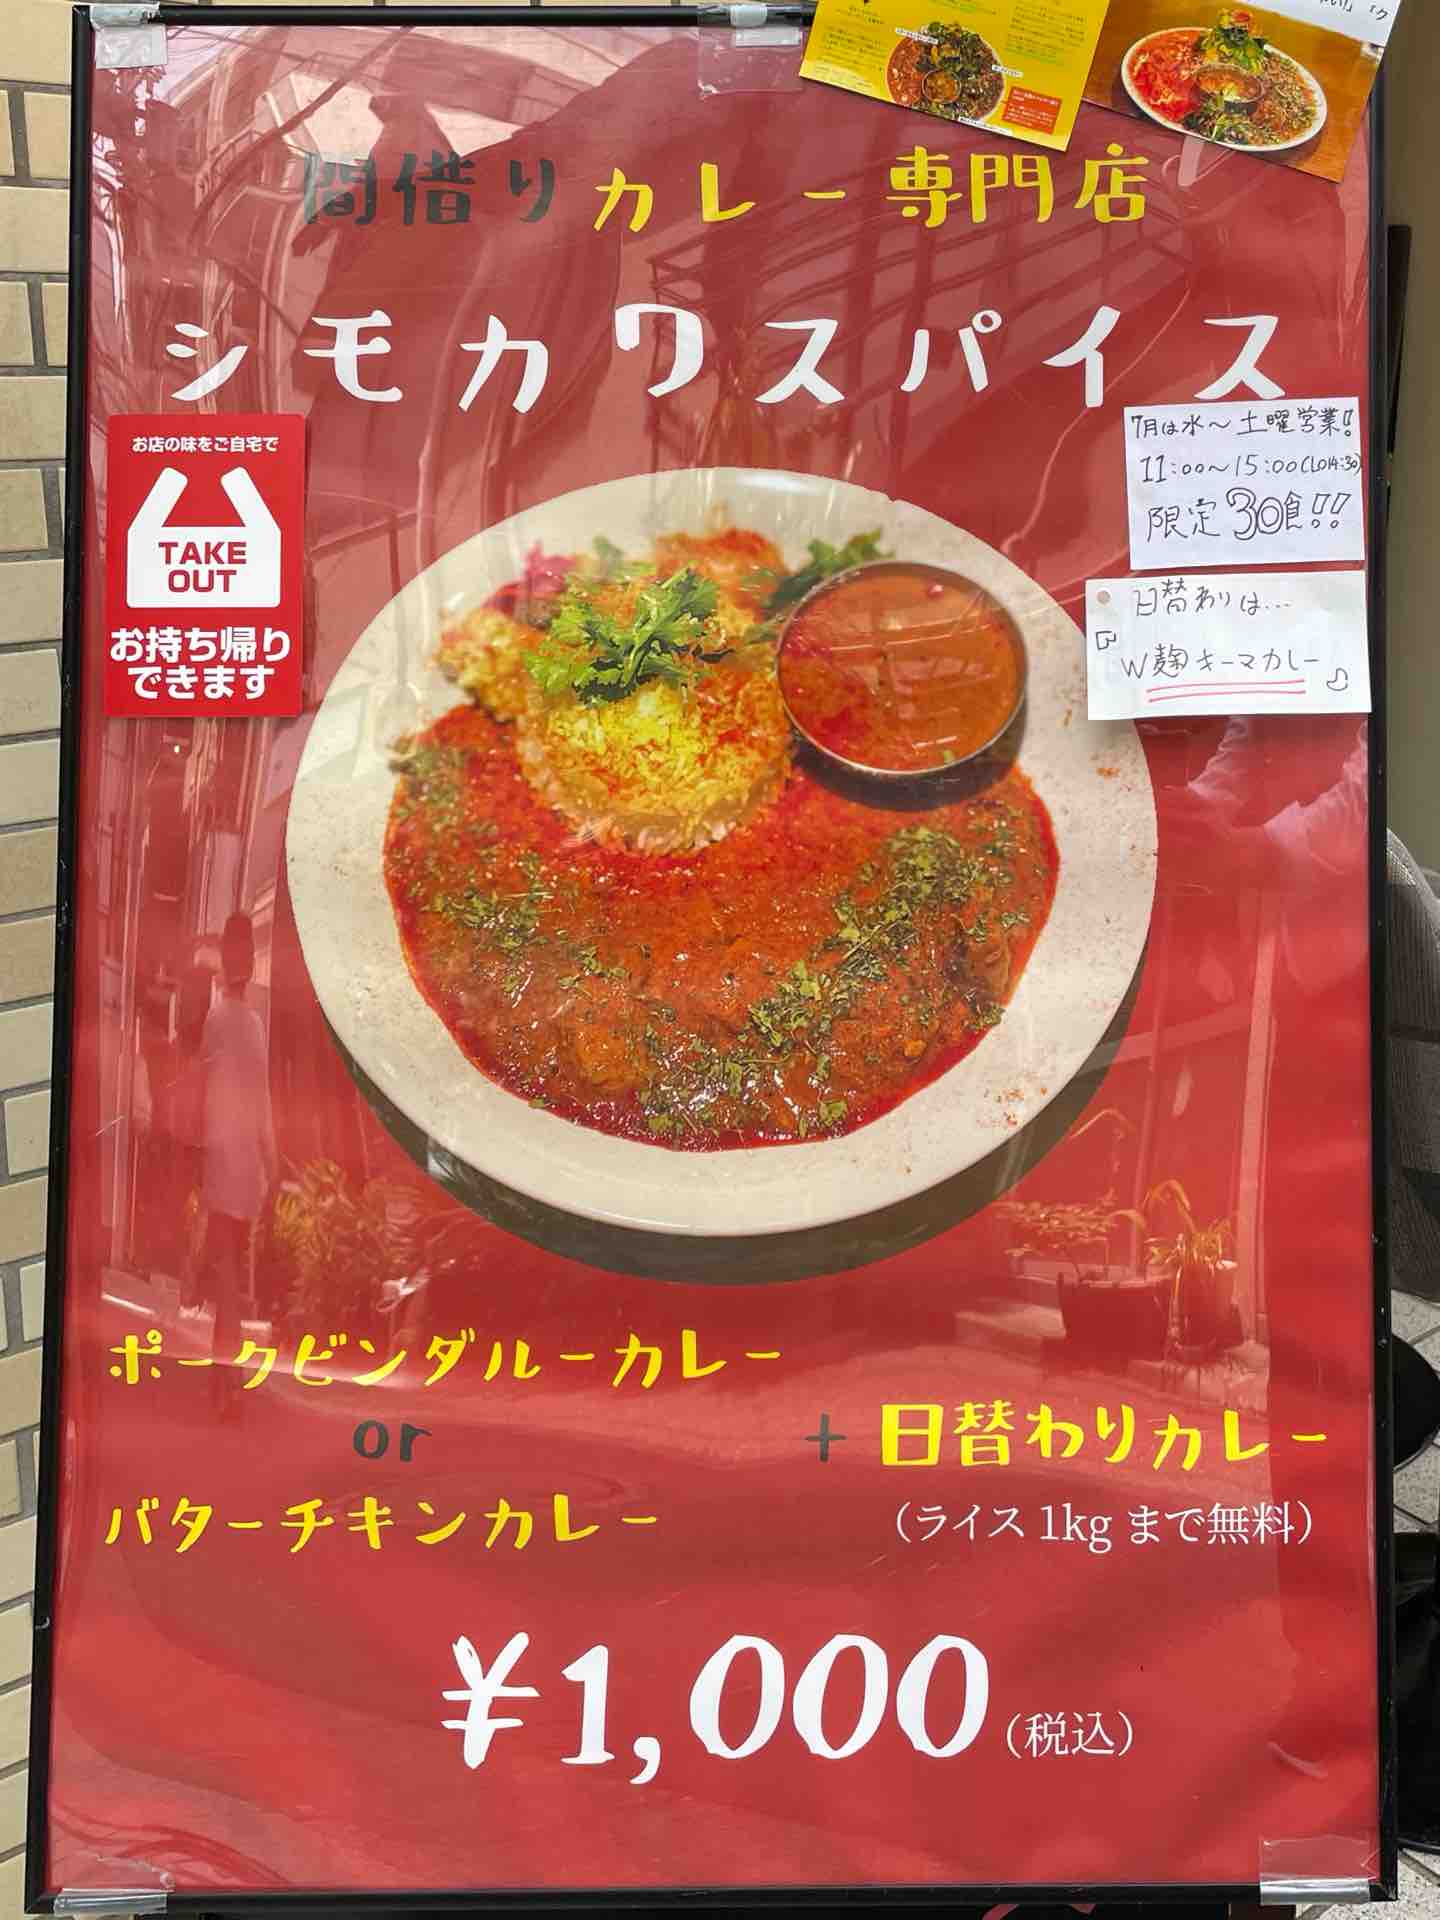 間借りカレー専門店
シモカワスパイス
お店の味をご自宅で
TAKE
OUT
お持ち帰り
できます
7月は水～土曜営業!!
11:00～15:00(LO14:30)
限定30食!!
日替わりは…
W麹キーマカレー
ポークビンダルーカレー
or
バターチキンカレー
+日替わりカレー
（ライス1kgまで無料）
¥1,000（税込）